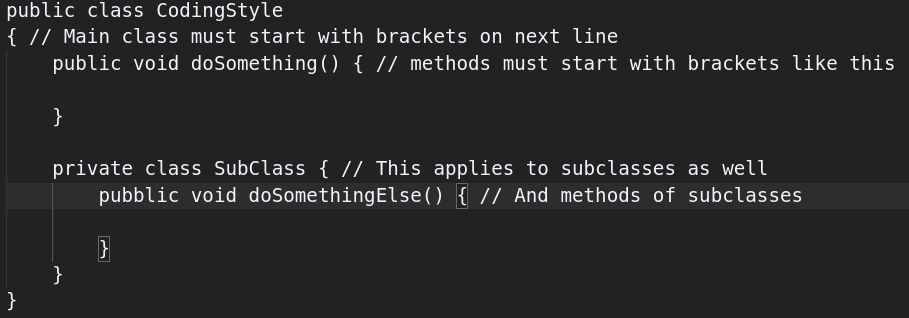 public class CodingStyle
{ // Main class must start with brackets on next line
    public void doSomething() { // methods must start with brackets like this

    }

    private class SubClass { // This applies to subclasses as well
        pubblic void doSomethingElse() { // And methods of subclasses

        }
    }
}